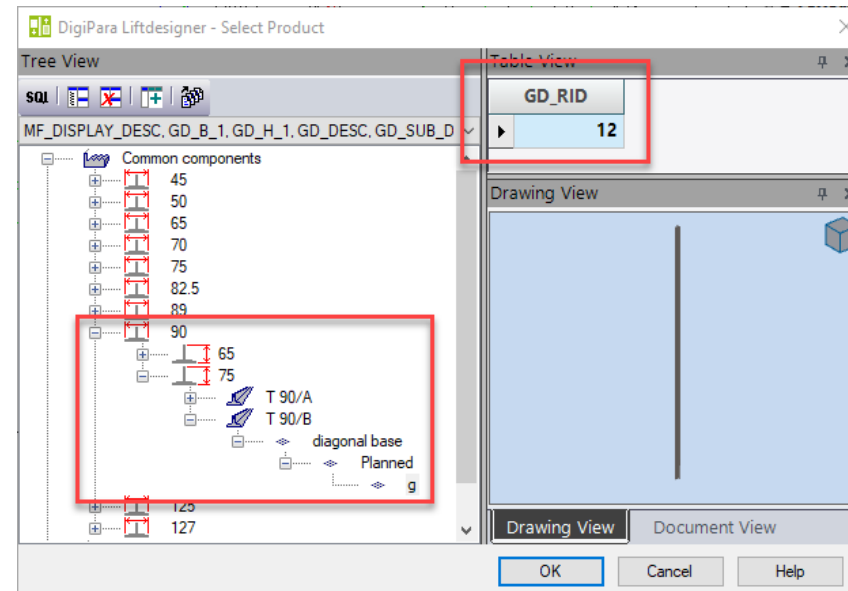 DigiPara Liftdesigner - Select Product
Tree View
SQL
MF_DISPLAY_DESC, GD_B_1, GD_H_1, GD_DESC, GD_SUB_D
Common components
45
50
65
70
75
82.5
89
90
65
75
T 90/A
T 90/B
diagonal base
Planned
g
125
127
Table View
GD_RID
12
Drawing View
Drawing View
Document View
OK
Cancel
Help